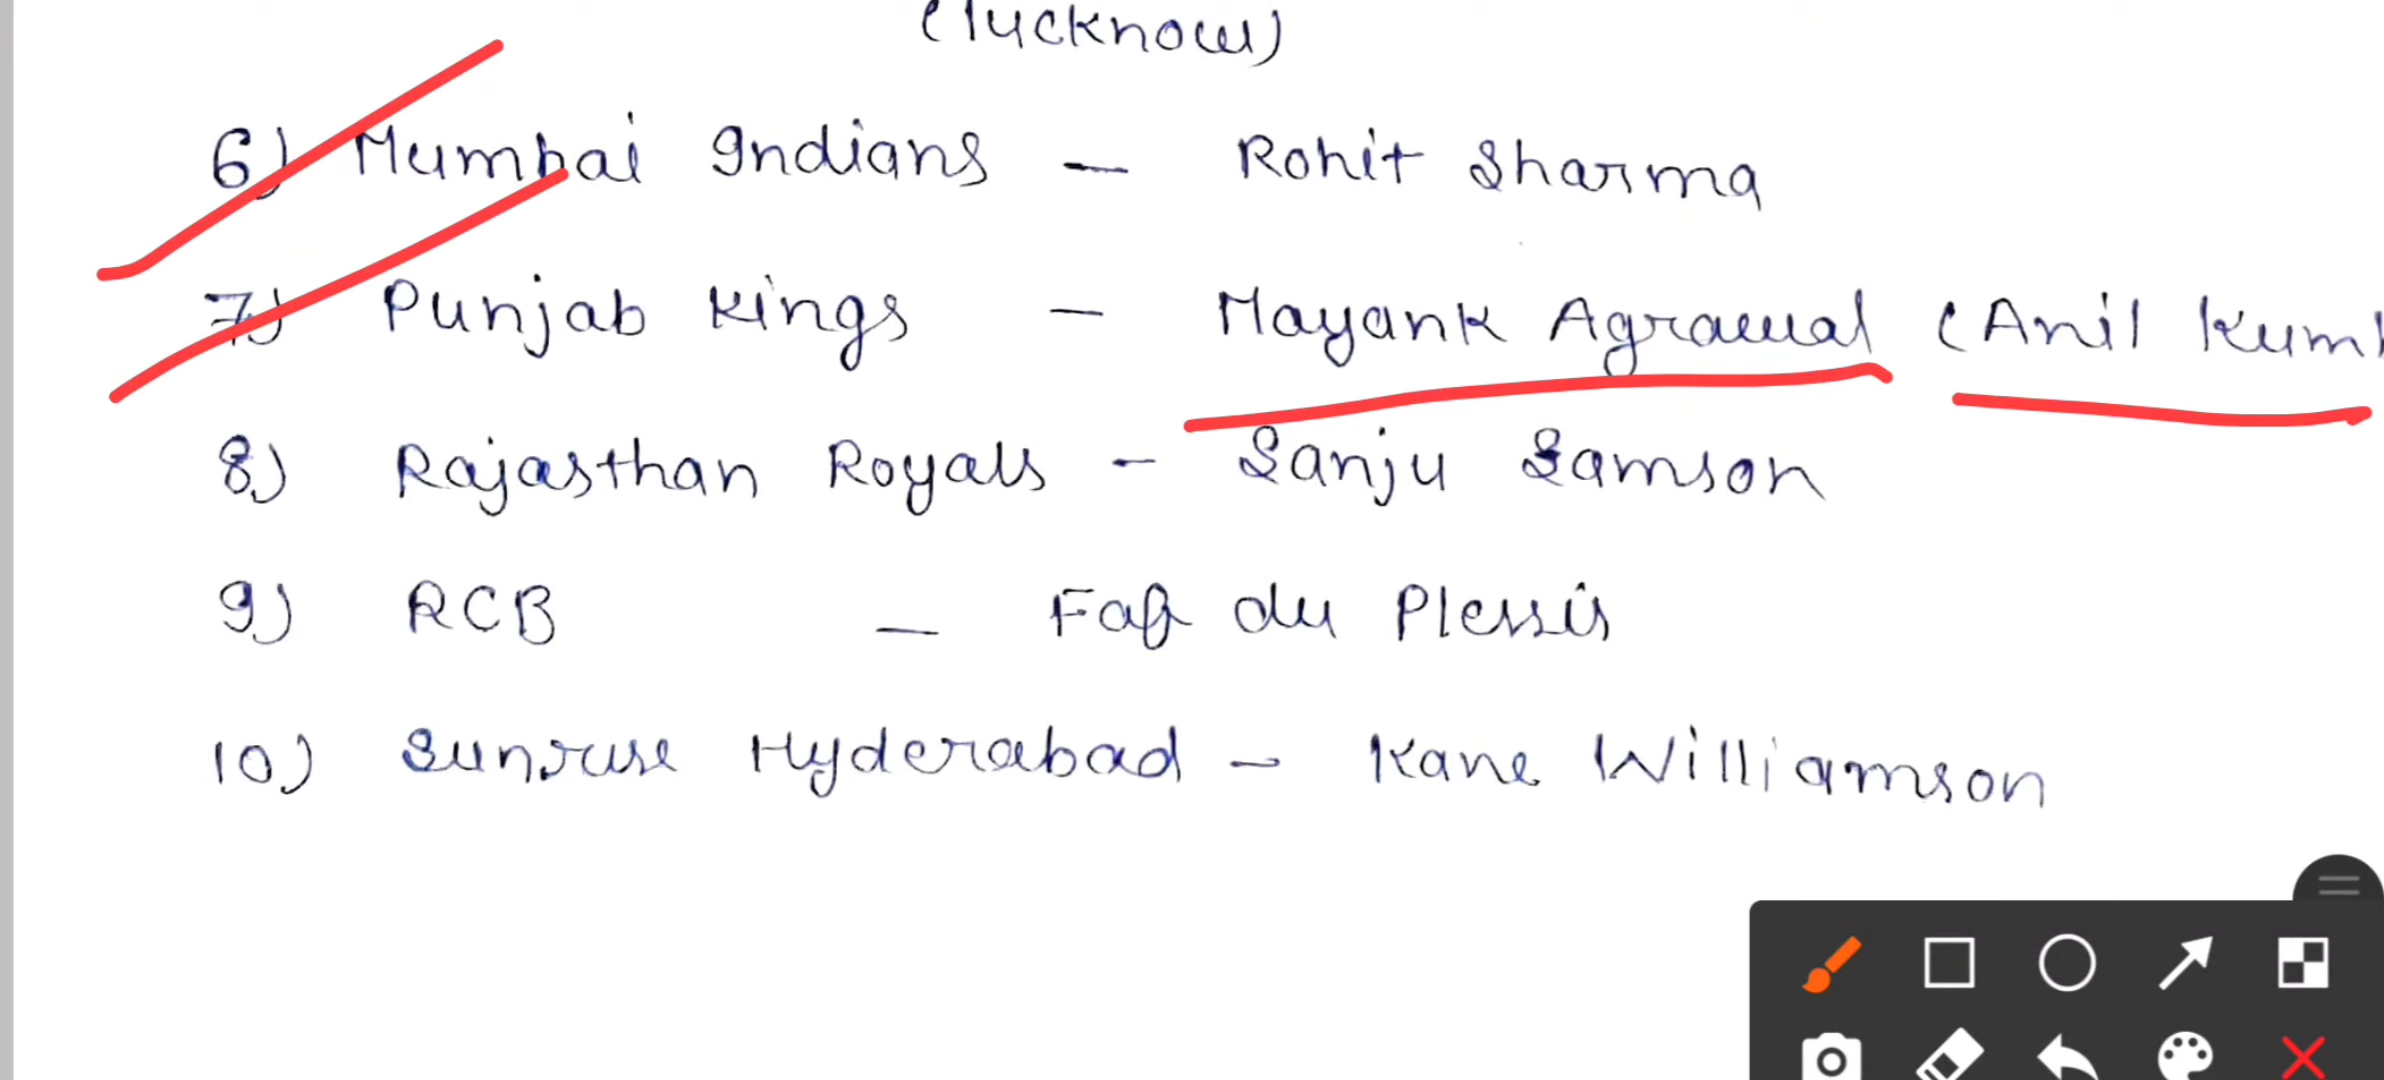 (lucknow)
6) Mumbai Indians - Rohit Sharma
7) Punjab Kings - Mayank Agrawal (Anil
8) Rajasthan Royals - Sanju Samson
9) RCB - Faf du Plessis
10) Sunrise Hyderabad - Kane Williamson